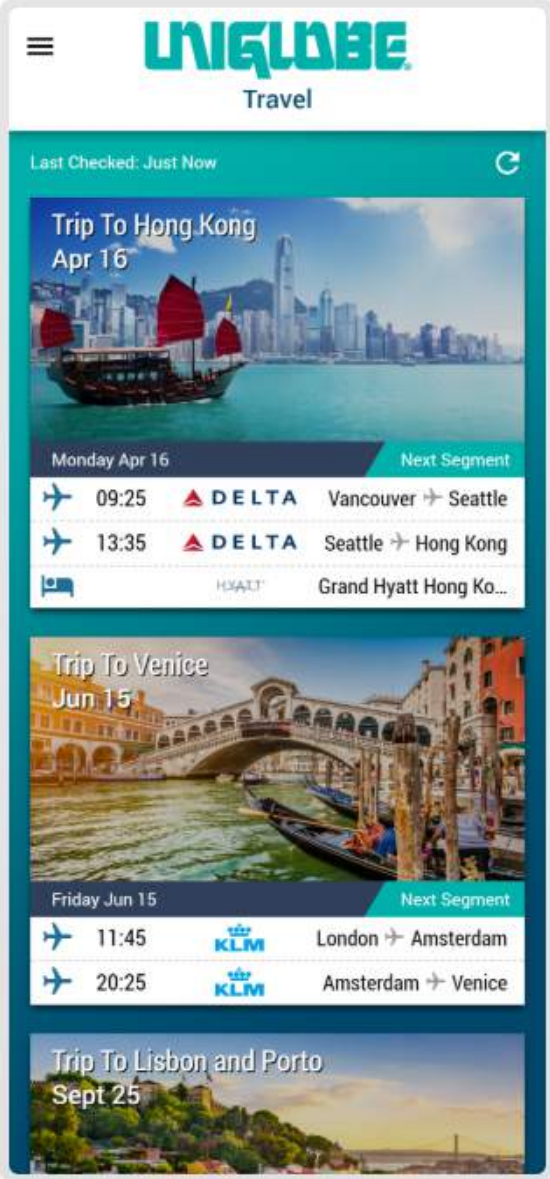 UNIGLOBE
Travel
Last Checked: Just Now
Trip To Hong Kong
Apr 16
Monday Apr 16 Next Segment
09:25 DELTA Vancouver Seattle
13:35 DELTA Seattle Hong Kong
HYATT Grand Hyatt Hong Ko...
Trip To Venice
Jun 15
Friday Jun 15 Next Segment
11:45 KLM London Amsterdam
20:25 KLM Amsterdam Venice
Trip To Lisbon and Porto
Sept 25